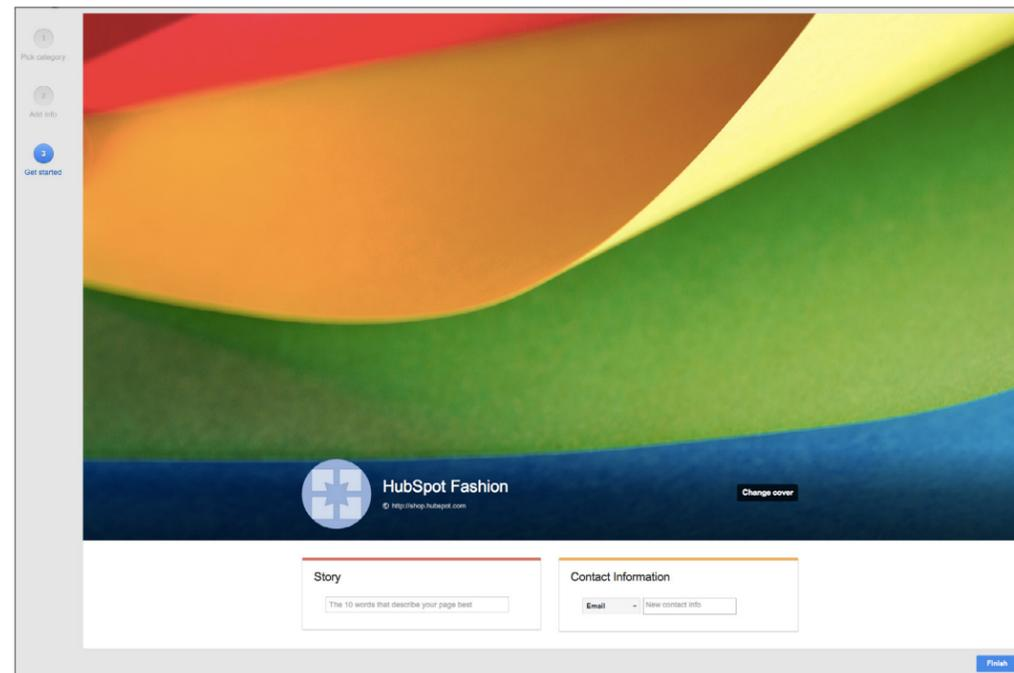 1
Pick category
2
Add info
3
Get started
HubSpot Fashion
http://shop.hubspot.com
Change cover
Story
The 10 words that describe your page best
Contact Information
Email
New contact info
Finish